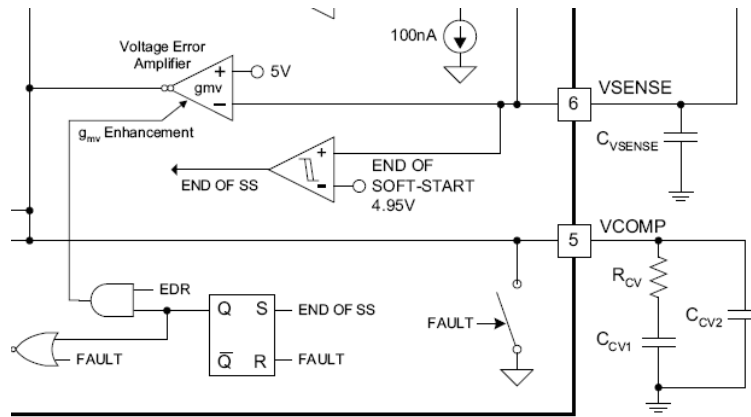 100nA
Voltage Error
Amplifier
+
5V
gmv
−
gmv Enhancement
6
VSENSE
CVSENSE
+
END OF
SOFT-START
4.95V
−
END OF SS
5
VCOMP
RCV
CCV1
CCV2
EDR
Q S
END OF SS
Q̅ R
FAULT
FAULT
FAULT